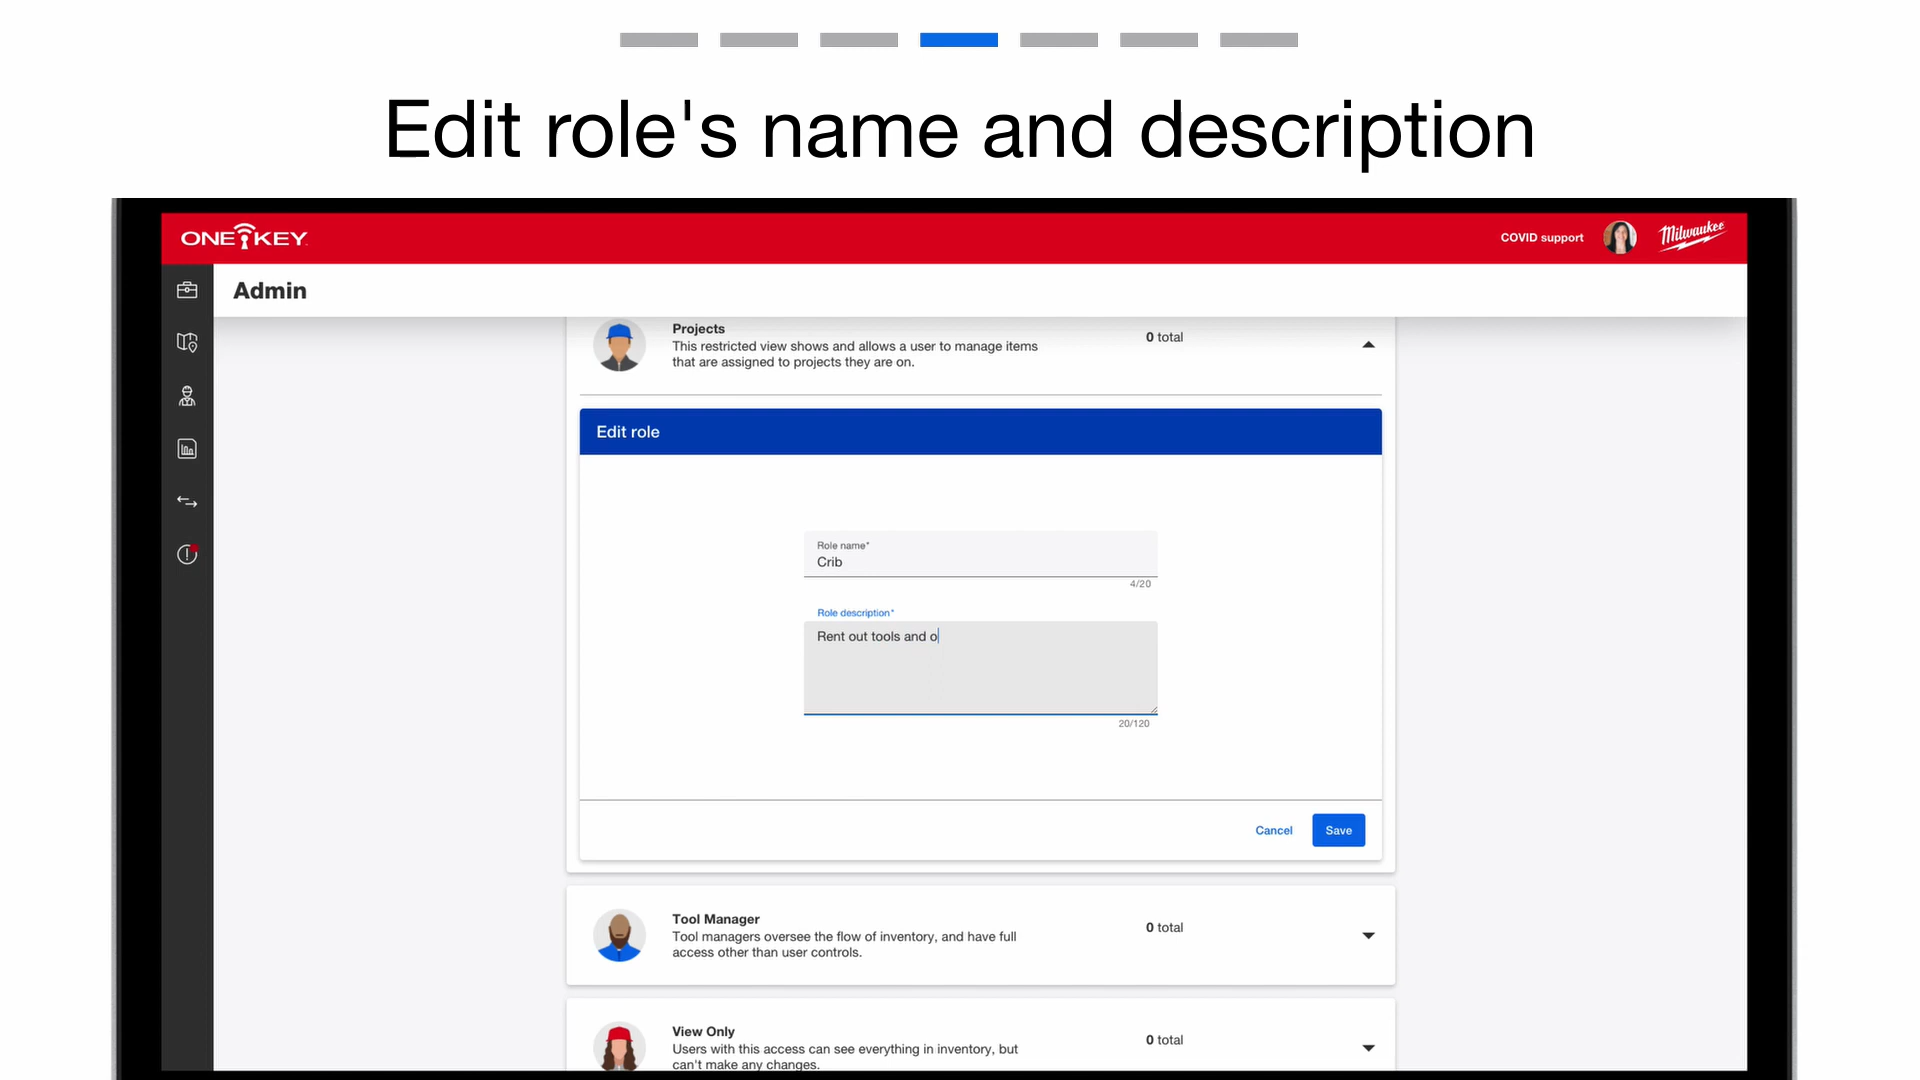 Edit role's name and description
ONE KEY
COVID support
Milwaukee
Admin
Projects
This restricted view shows and allows a user to manage items
that are assigned to projects they are on.
0 total
Edit role
Role name*
Crib
4/20
Role description*
Rent out tools and o
20/120
Cancel
Save
Tool Manager
Tool managers oversee the flow of inventory, and have full
access other than user controls.
0 total
View Only
Users with this access can see everything in inventory, but
can't make any changes.
0 total